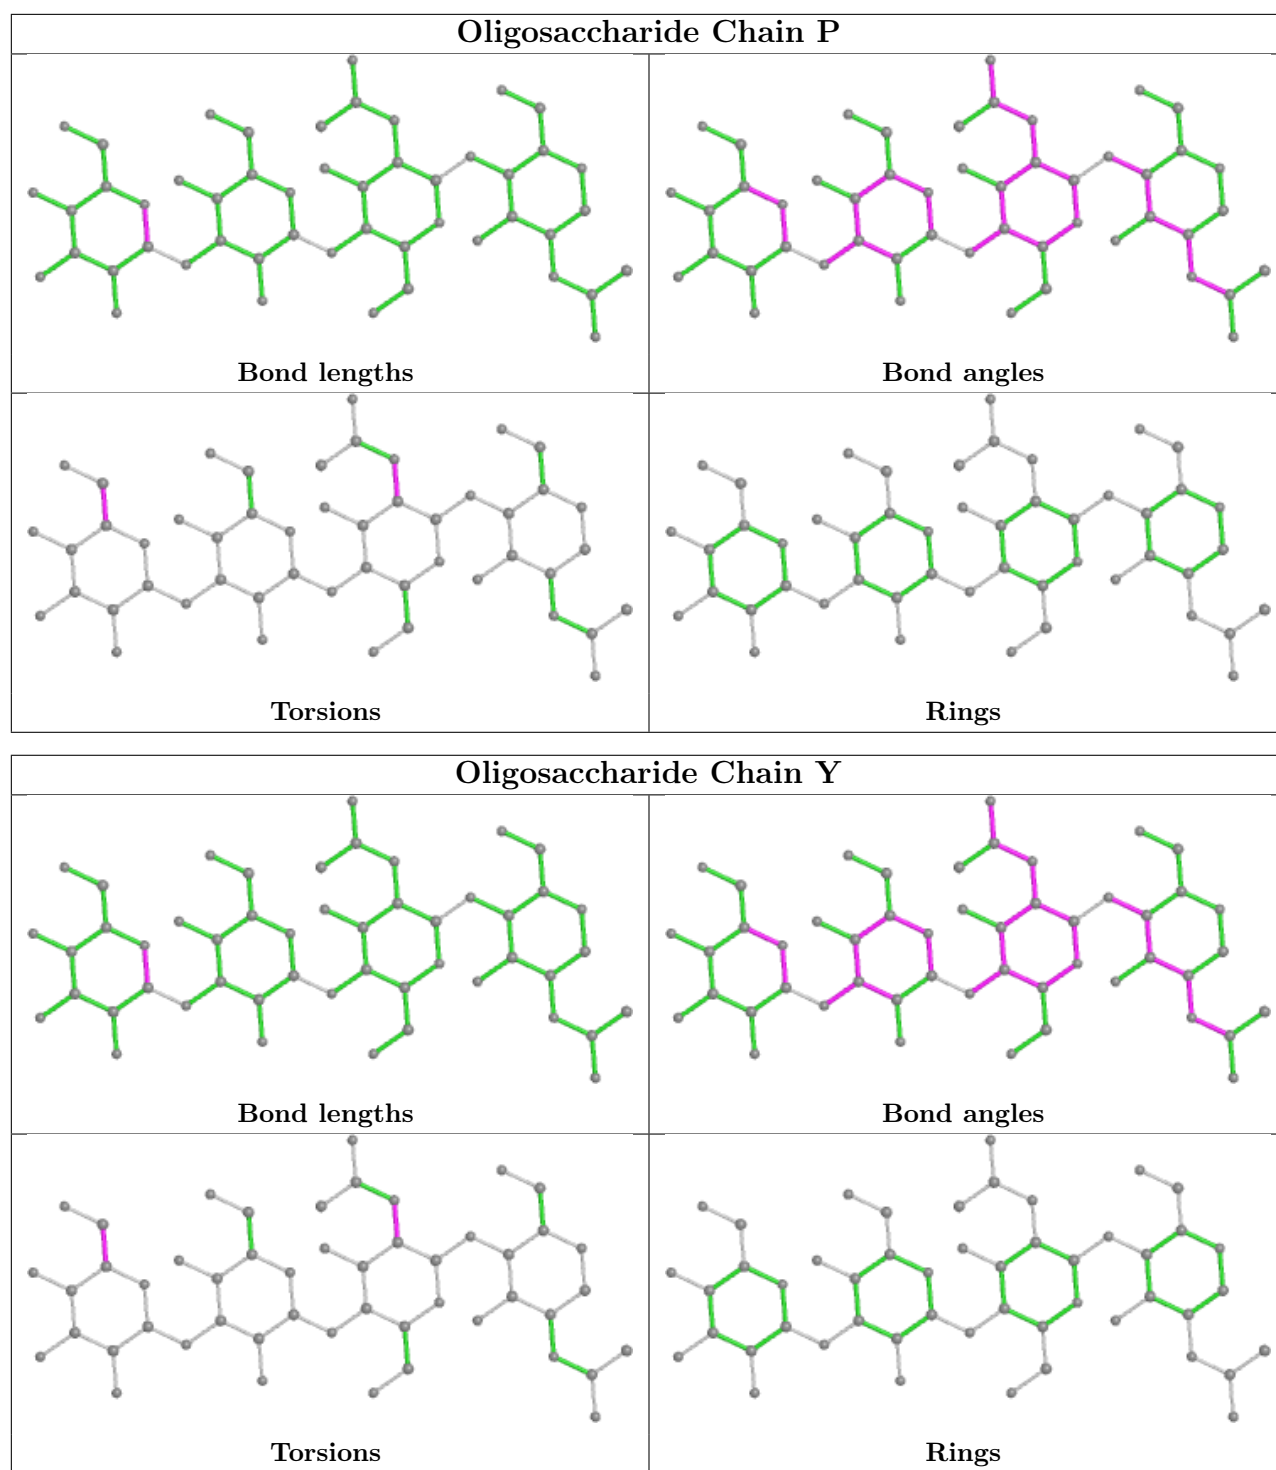 Oligosaccharide Chain P
Bond lengths
Bond angles
Torsions
Rings
Oligosaccharide Chain Y
Bond lengths
Bond angles
Torsions
Rings